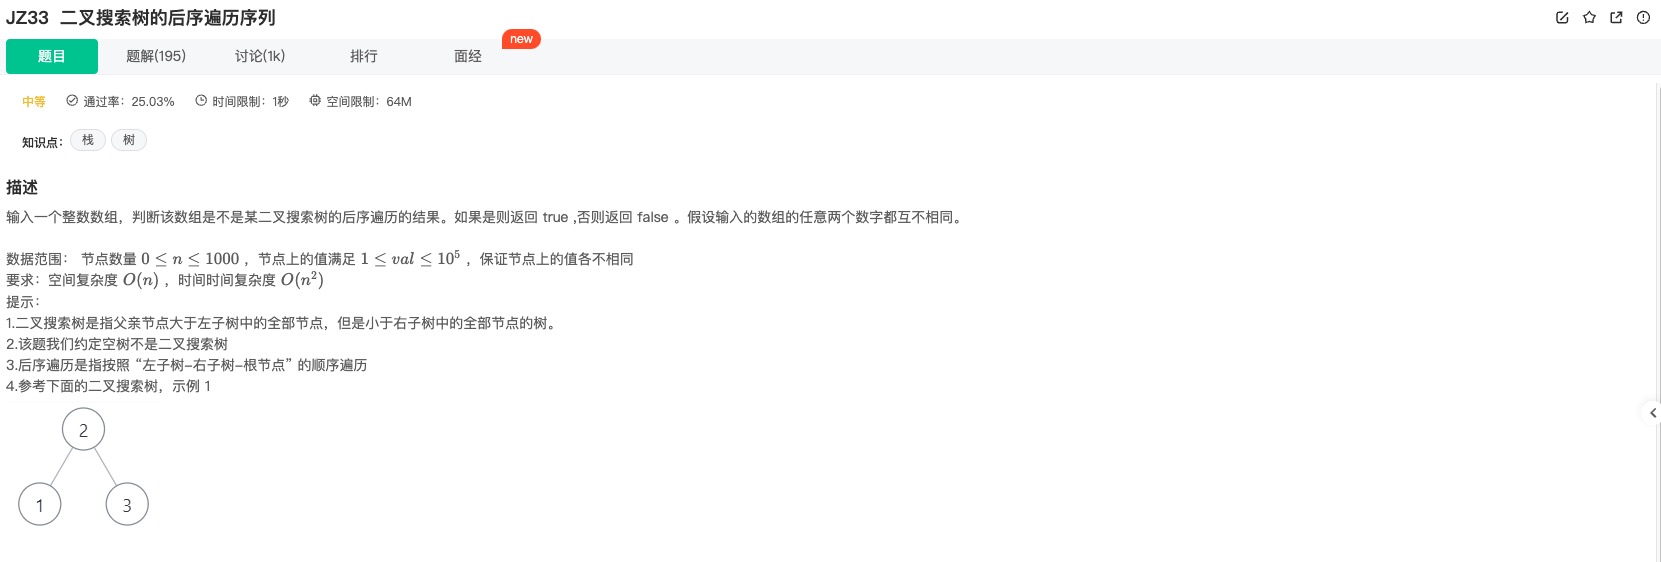 JZ33 二叉搜索树的后序遍历序列
题目 题解(195) 讨论(1k) 排行 面经 new
中等 通过率：25.03% 时间限制：1秒 空间限制：64M
知识点： 栈 树
描述
输入一个整数数组，判断该数组是不是某二叉搜索树的后序遍历的结果。如果是则返回 true ,否则返回 false 。假设输入的数组的任意两个数字都互不相同。
数据范围： 节点数量 0 ≤ n ≤ 1000 ，节点上的值满足 1 ≤ val ≤ 10^5 ，保证节点上的值各不相同
要求：空间复杂度 O(n) ，时间时间复杂度 O(n^2)
提示：
1.二叉搜索树是指父亲节点大于左子树中的全部节点，但是小于右子树中的全部节点的树。
2.该题我们约定空树不是二叉搜索树
3.后序遍历是指按照 “左子树-右子树-根节点” 的顺序遍历
4.参考下面的二叉搜索树，示例 1
2
1 3